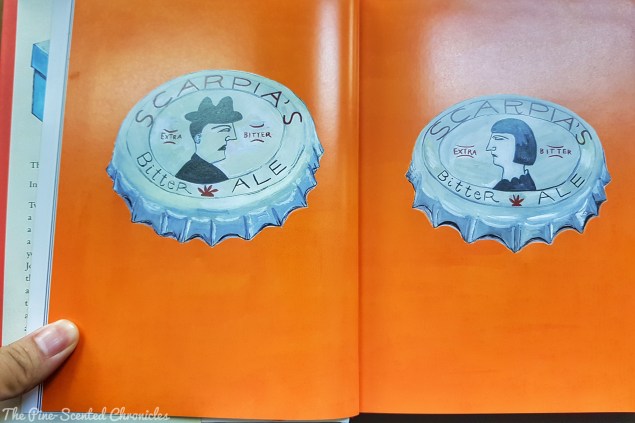 SCARPIA'S
EXTRA BITTER
Bitter ALE
SCARPIA'S
EXTRA BITTER
Bitter ALE
The Pine-Scented Chronicles